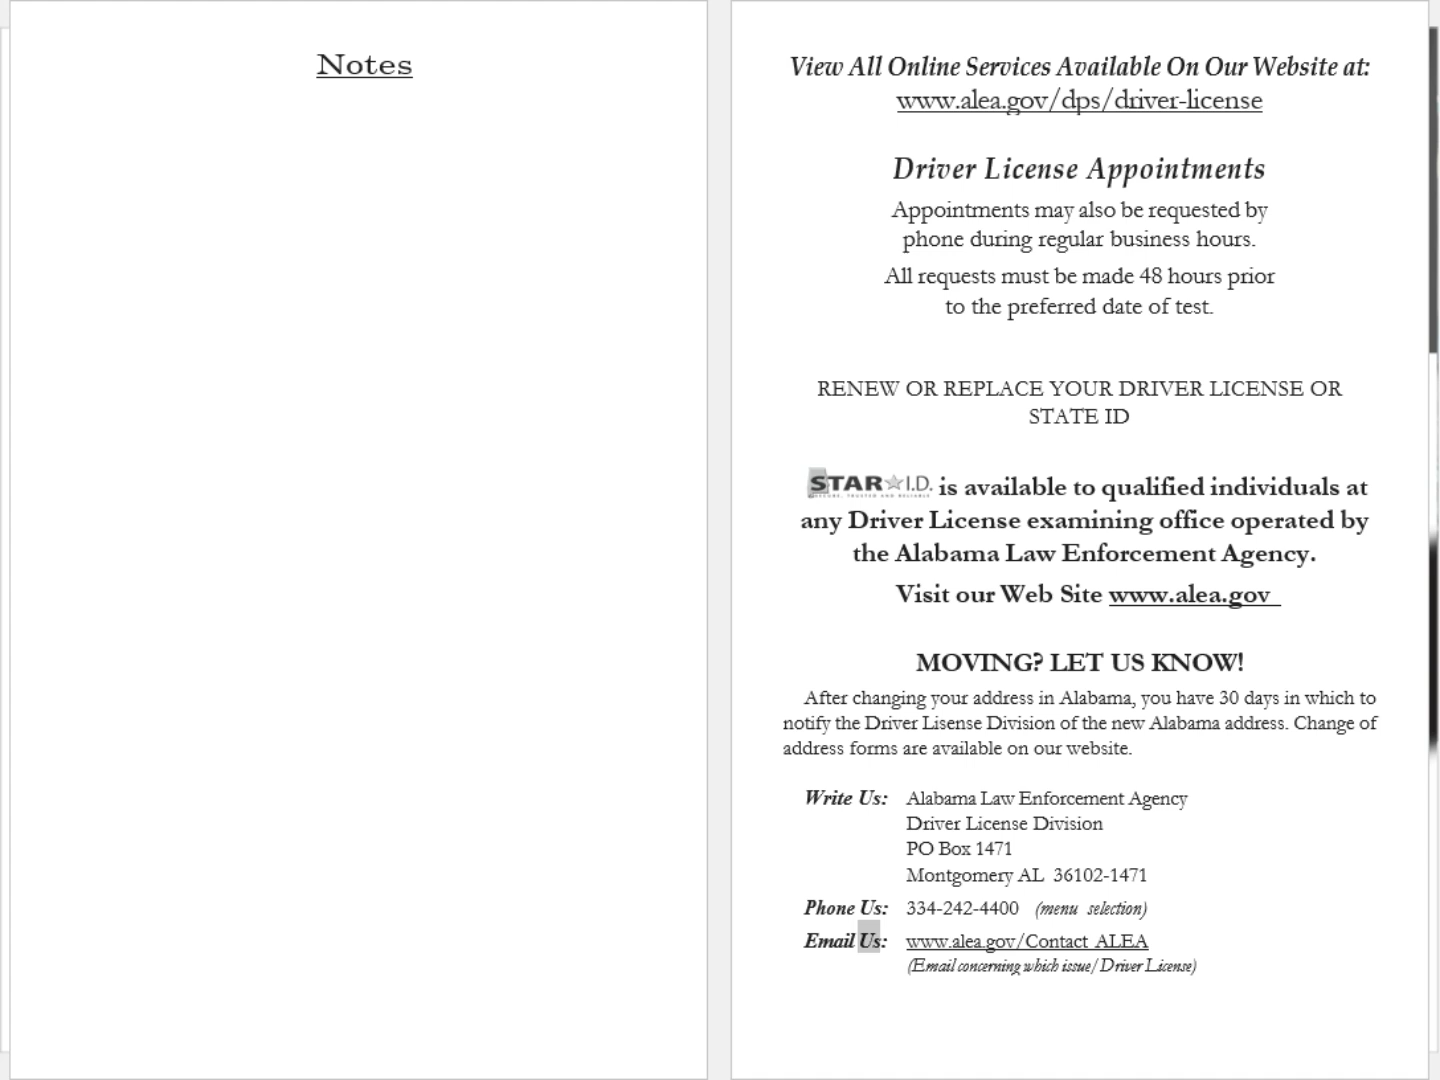 Notes
View All Online Services Available On Our Website at:
www.alea.gov/dps/driver-license
Driver License Appointments
Appointments may also be requested by
phone during regular business hours.
All requests must be made 48 hours prior
to the preferred date of test.
RENEW OR REPLACE YOUR DRIVER LICENSE OR
STATE ID
STAR I.D. is available to qualified individuals at
SECURE, TRUSTED AND RELIABLE
any Driver License examining office operated by
the Alabama Law Enforcement Agency.
Visit our Web Site www.alea.gov
MOVING? LET US KNOW!
After changing your address in Alabama, you have 30 days in which to
notify the Driver Lisense Division of the new Alabama address. Change of
address forms are available on our website.
Write Us: Alabama Law Enforcement Agency
Driver License Division
PO Box 1471
Montgomery AL 36102-1471
Phone Us: 334-242-4400 (menu selection)
Email Us: www.alea.gov/Contact ALEA
(Email concerning which issue/Driver License)